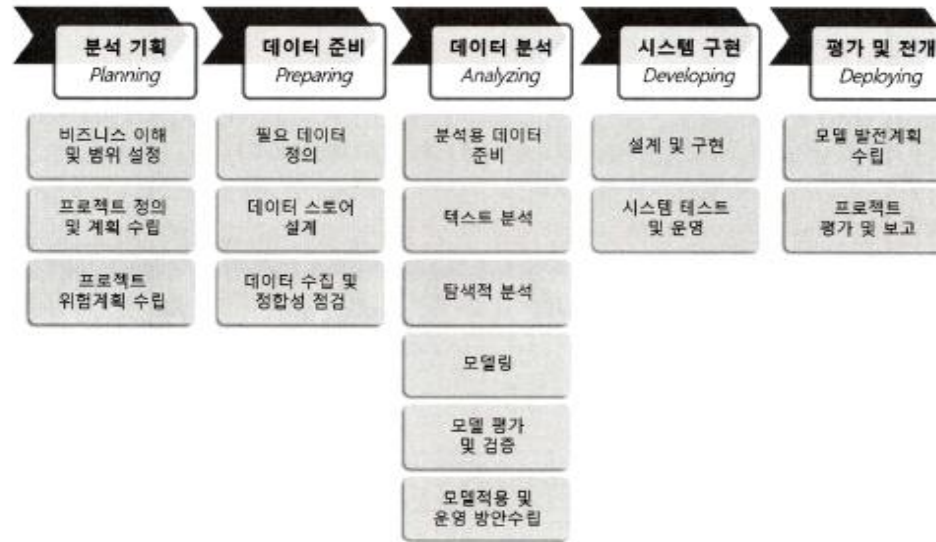 분석 기획
Planning
비즈니스 이해
및 범위 설정
프로젝트 정의
및 계획 수립
프로젝트
위험계획 수립
데이터 준비
Preparing
필요 데이터
정의
데이터 스토어
설계
데이터 수집 및
정합성 점검
데이터 분석
Analyzing
분석용 데이터
준비
텍스트 분석
탐색적 분석
모델링
모델 평가
및 검증
모델적용 및
운영 방안수립
시스템 구현
Developing
설계 및 구현
시스템 테스트
및 운영
평가 및 전개
Deploying
모델 발전계획
수립
프로젝트
평가 및 보고